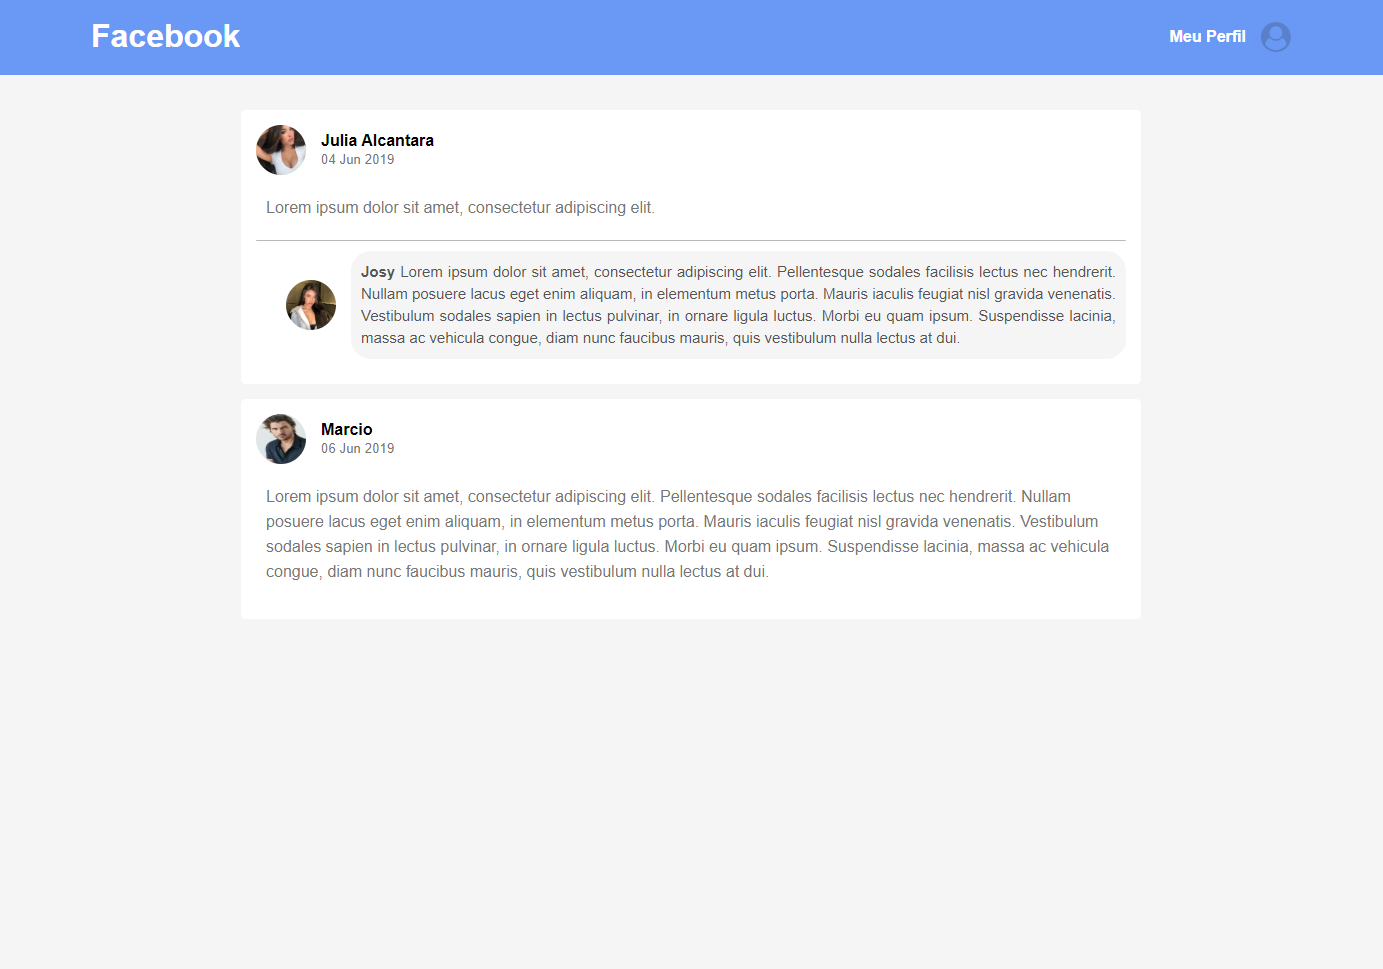 Facebook
Meu Perfil
Julia Alcantara
04 Jun 2019
Lorem ipsum dolor sit amet, consectetur adipiscing elit.
Josy Lorem ipsum dolor sit amet, consectetur adipiscing elit. Pellentesque sodales facilisis lectus nec hendrerit.
Nullam posuere lacus eget enim aliquam, in elementum metus porta. Mauris iaculis feugiat nisl gravida venenatis.
Vestibulum sodales sapien in lectus pulvinar, in ornare ligula luctus. Morbi eu quam ipsum. Suspendisse lacinia,
massa ac vehicula congue, diam nunc faucibus mauris, quis vestibulum nulla lectus at dui.
Marcio
06 Jun 2019
Lorem ipsum dolor sit amet, consectetur adipiscing elit. Pellentesque sodales facilisis lectus nec hendrerit. Nullam
posuere lacus eget enim aliquam, in elementum metus porta. Mauris iaculis feugiat nisl gravida venenatis. Vestibulum
sodales sapien in lectus pulvinar, in ornare ligula luctus. Morbi eu quam ipsum. Suspendisse lacinia, massa ac vehicula
congue, diam nunc faucibus mauris, quis vestibulum nulla lectus at dui.